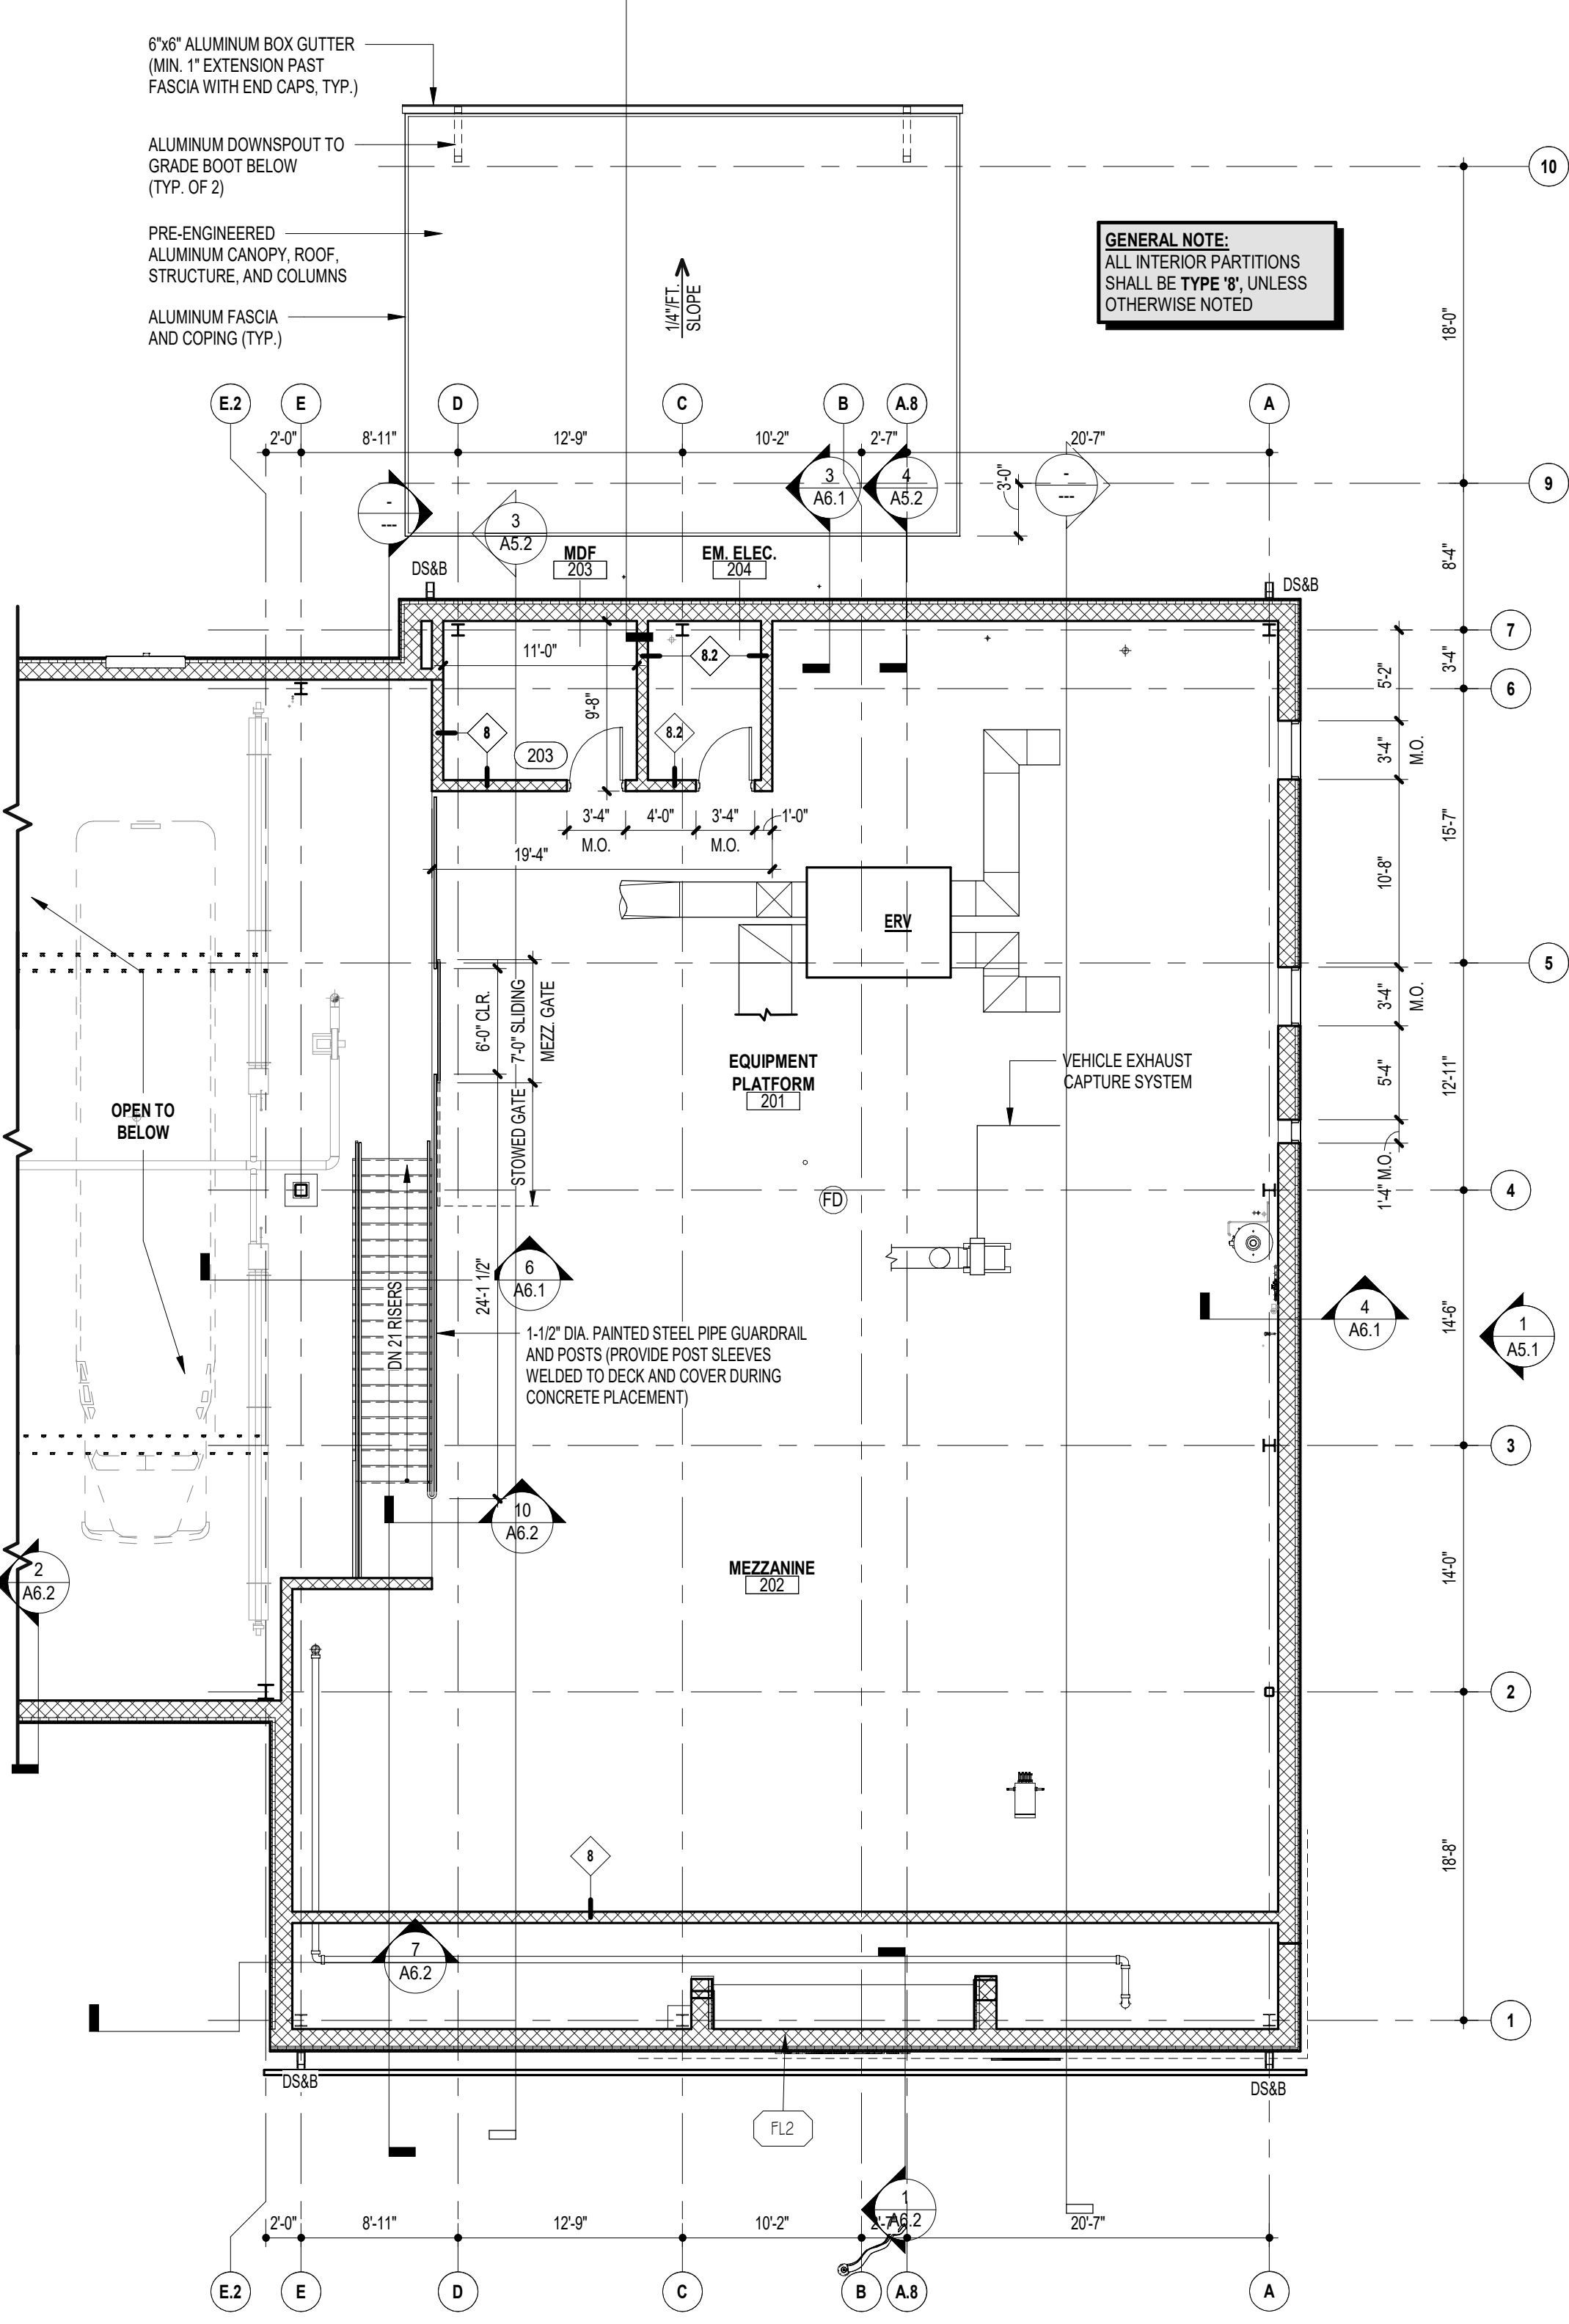 6"x6" ALUMINUM BOX GUTTER
(MIN. 1" EXTENSION PAST
FASCIA WITH END CAPS, TYP.)
ALUMINUM DOWNSPOUT TO
GRADE BOOT BELOW
(TYP. OF 2)
PRE-ENGINEERED
ALUMINUM CANOPY, ROOF,
STRUCTURE, AND COLUMNS
ALUMINUM FASCIA
AND COPING (TYP.)
1/4"/FT.
SLOPE
GENERAL NOTE:
ALL INTERIOR PARTITIONS
SHALL BE TYPE '8', UNLESS
OTHERWISE NOTED
10
18'-0"
E.2
E
D
C
B
A.8
A
2'-0"
8'-11"
12'-9"
10'-2"
2'-7"
20'-7"
-
---
3
A5.2
3
A6.1
4
A5.2
3'-0"
-
---
9
8'-4"
MDF
203
EM. ELEC.
204
DS&B
DS&B
7
3'-4"
6
11'-0"
9'-8"
8.2
8
203
8.2
5'-2"
3'-4"
M.O.
10'-8"
15'-7"
3'-4"
M.O.
4'-0"
3'-4"
M.O.
1'-0"
19'-4"
ERV
5
6'-0" CLR.
7'-0" SLIDING
MEZZ. GATE
STOWED GATE
3'-4"
M.O.
5'-4"
12'-11"
1'-4" M.O.
EQUIPMENT
PLATFORM
201
VEHICLE EXHAUST
CAPTURE SYSTEM
OPEN TO
BELOW
FD
4
24'-1 1/2"
DN 21 RISERS
6
A6.1
1-1/2" DIA. PAINTED STEEL PIPE GUARDRAIL
AND POSTS (PROVIDE POST SLEEVES
WELDED TO DECK AND COVER DURING
CONCRETE PLACEMENT)
4
A6.1
14'-6"
1
A5.1
3
10
A6.2
2
A6.2
MEZZANINE
202
14'-0"
2
8
18'-8"
7
A6.2
1
DS&B
DS&B
FL2
1
A6.2
2'-0"
8'-11"
12'-9"
10'-2"
2'-7"
20'-7"
E.2
E
D
C
B
A.8
A